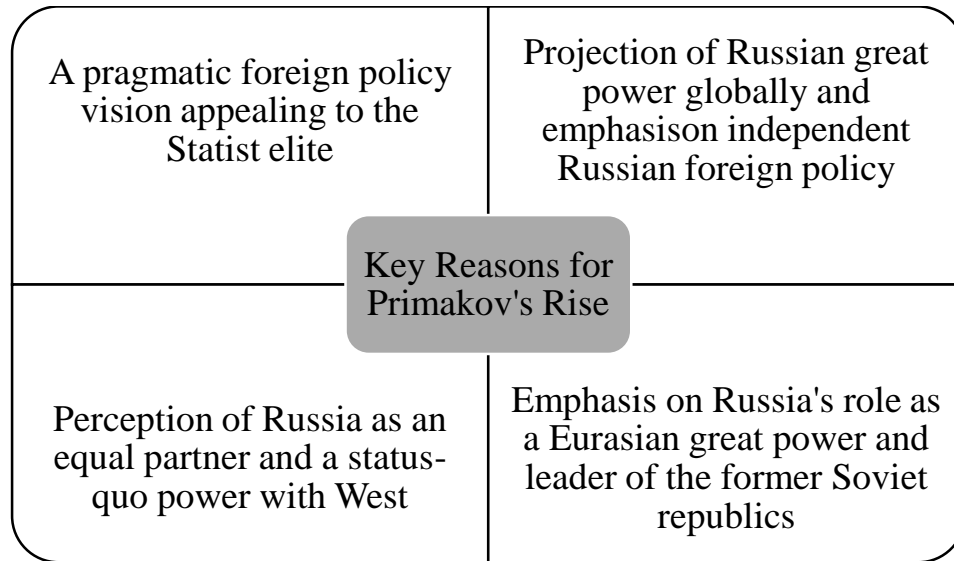 A pragmatic foreign policy
vision appealing to the
Statist elite
Projection of Russian great
power globally and
emphasison independent
Russian foreign policy
Key Reasons for
Primakov's Rise
Perception of Russia as an
equal partner and a status-
quo power with West
Emphasis on Russia's role as
a Eurasian great power and
leader of the former Soviet
republics